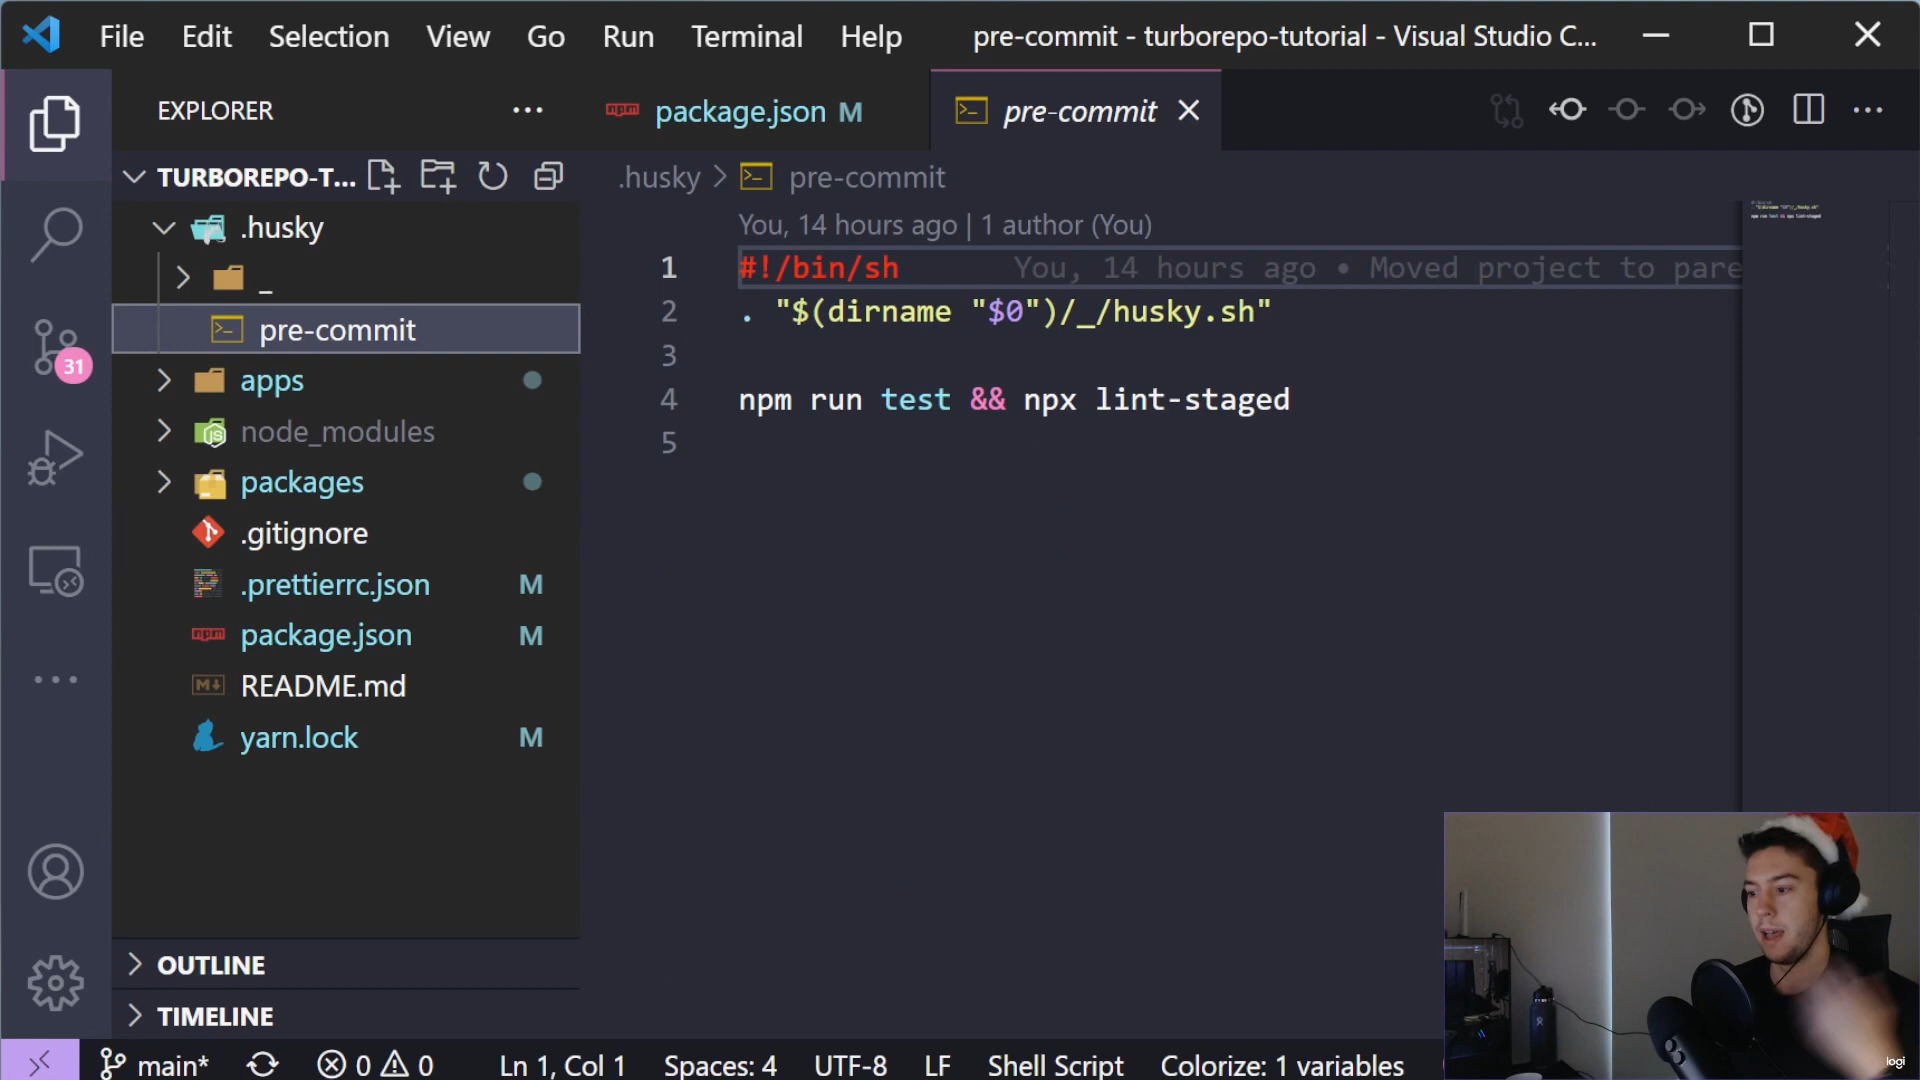 File Edit Selection View Go Run Terminal Help pre-commit - turborepo-tutorial - Visual Studio C...
EXPLORER
package.json M
pre-commit
TURBOREPO-T...
.husky
_
pre-commit
apps
node_modules
packages
.gitignore
.prettierrc.json M
package.json M
README.md
yarn.lock M
OUTLINE
TIMELINE
31
.husky > pre-commit
You, 14 hours ago | 1 author (You)
1 #!/bin/sh You, 14 hours ago • Moved project to pare
2 . "$(dirname "$0")/_/husky.sh"
3
4 npm run test && npx lint-staged
5
main* 0 0 Ln 1, Col 1 Spaces: 4 UTF-8 LF Shell Script Colorize: 1 variables
logi